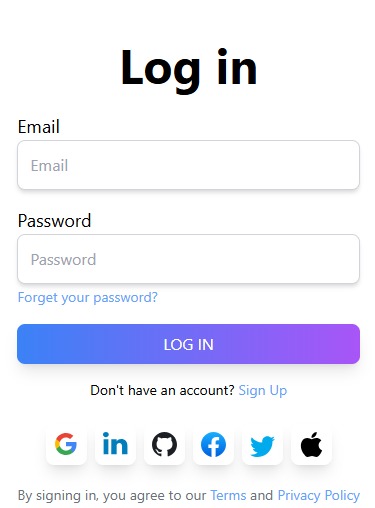 Log in
Email
Email
Password
Password
Forget your password?
LOG IN
Don't have an account? Sign Up
in
By signing in, you agree to our Terms and Privacy Policy